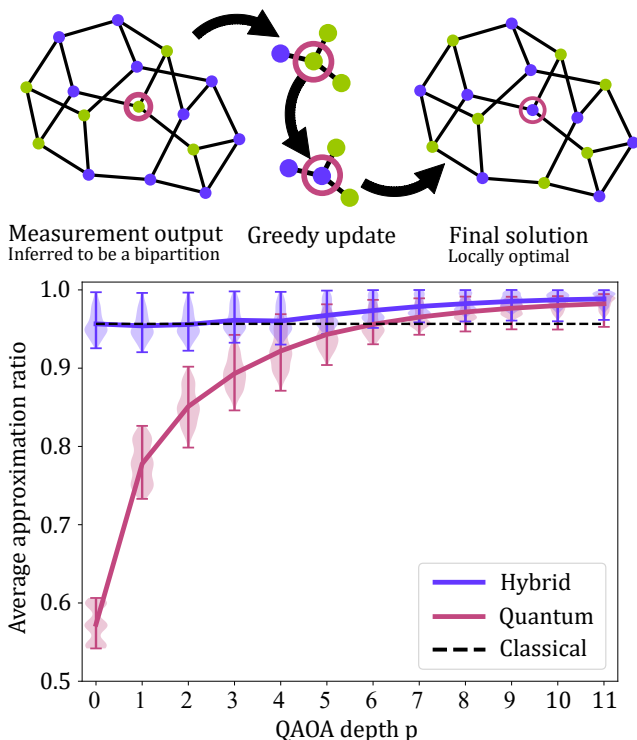 Measurement output
Inferred to be a bipartition
Greedy update
Final solution
Locally optimal
Average approximation ratio
1.0
0.9
0.8
0.7
0.6
0.5
Hybrid
Quantum
Classical
0 1 2 3 4 5 6 7 8 9 10 11
QAOA depth p